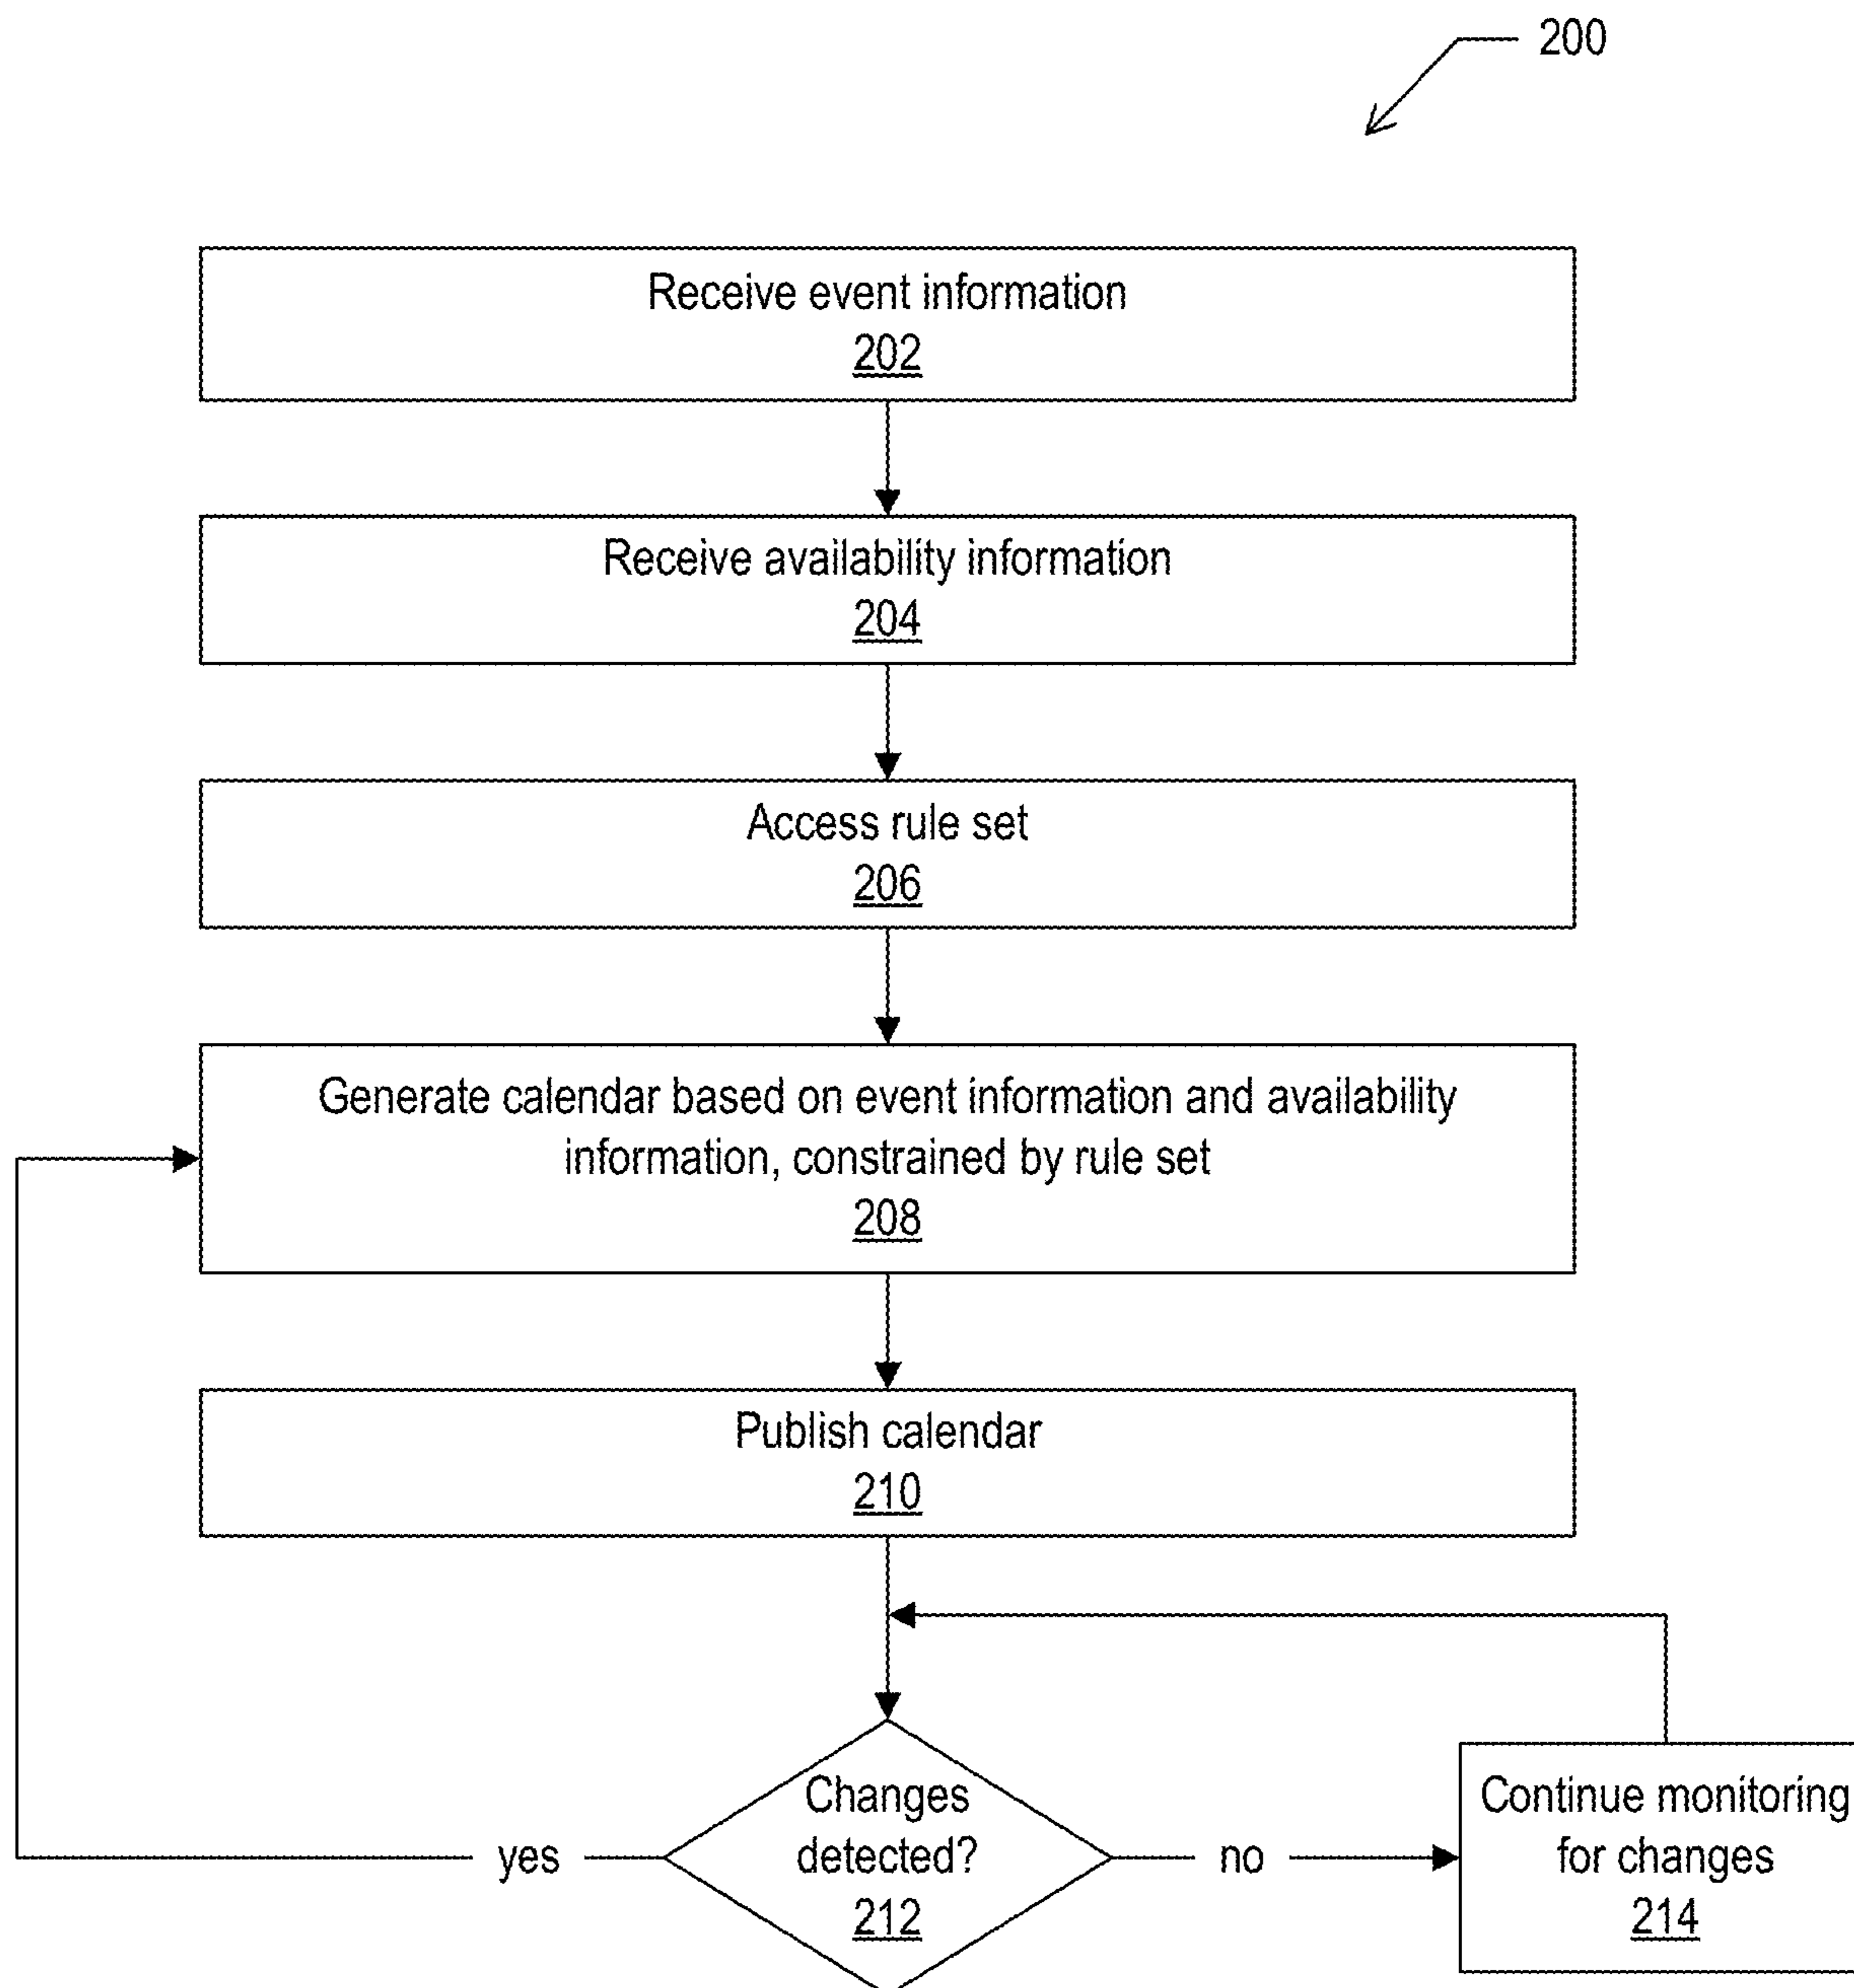 200
Receive event information
202
Receive availability information
204
Access rule set
206
Generate calendar based on event information and availability
information, constrained by rule set
208
Publish calendar
210
Changes
detected?
212
yes
no
Continue monitoring
for changes
214